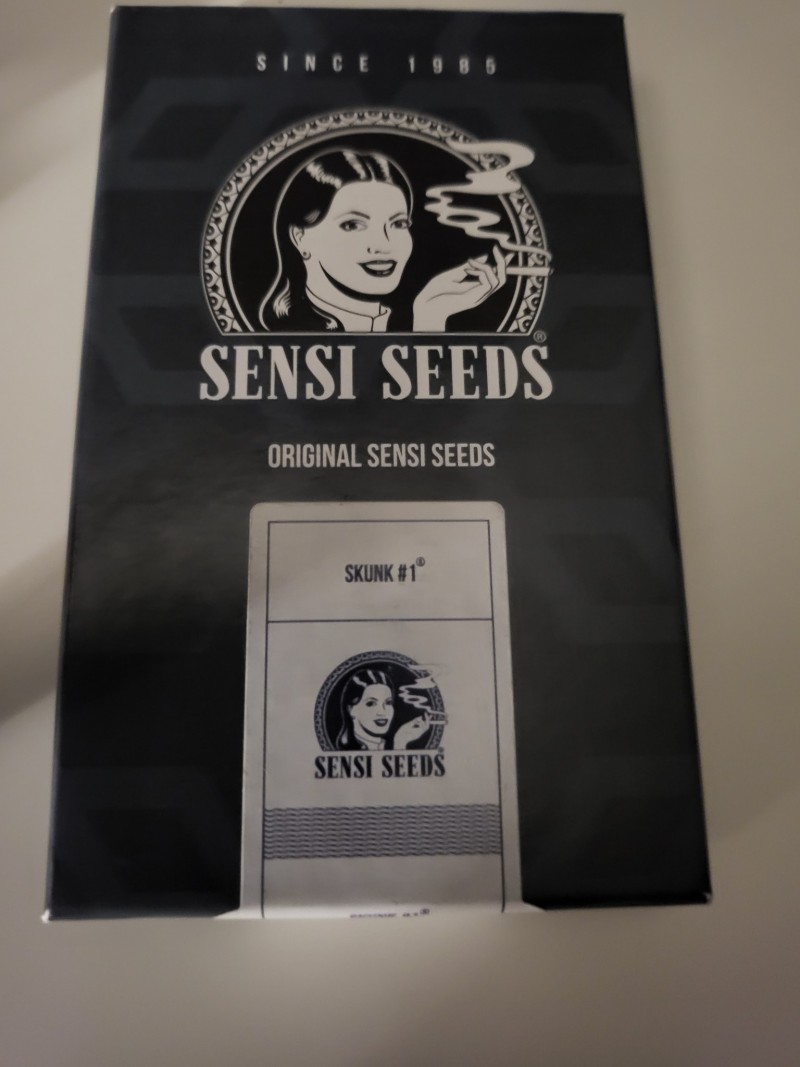 SINCE 1985
SENSI SEEDS®
ORIGINAL SENSI SEEDS
SKUNK #1®
SENSI SEEDS®